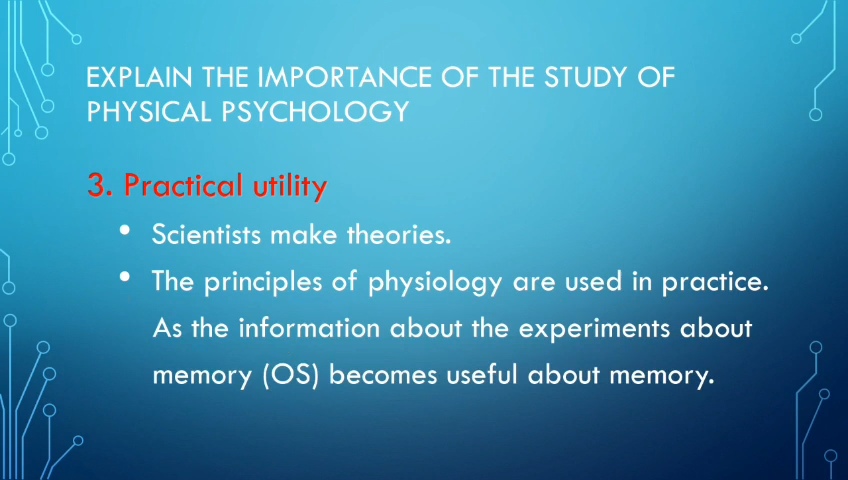 EXPLAIN THE IMPORTANCE OF THE STUDY OF
PHYSICAL PSYCHOLOGY
3. Practical utility
• Scientists make theories.
• The principles of physiology are used in practice.
As the information about the experiments about
memory (OS) becomes useful about memory.